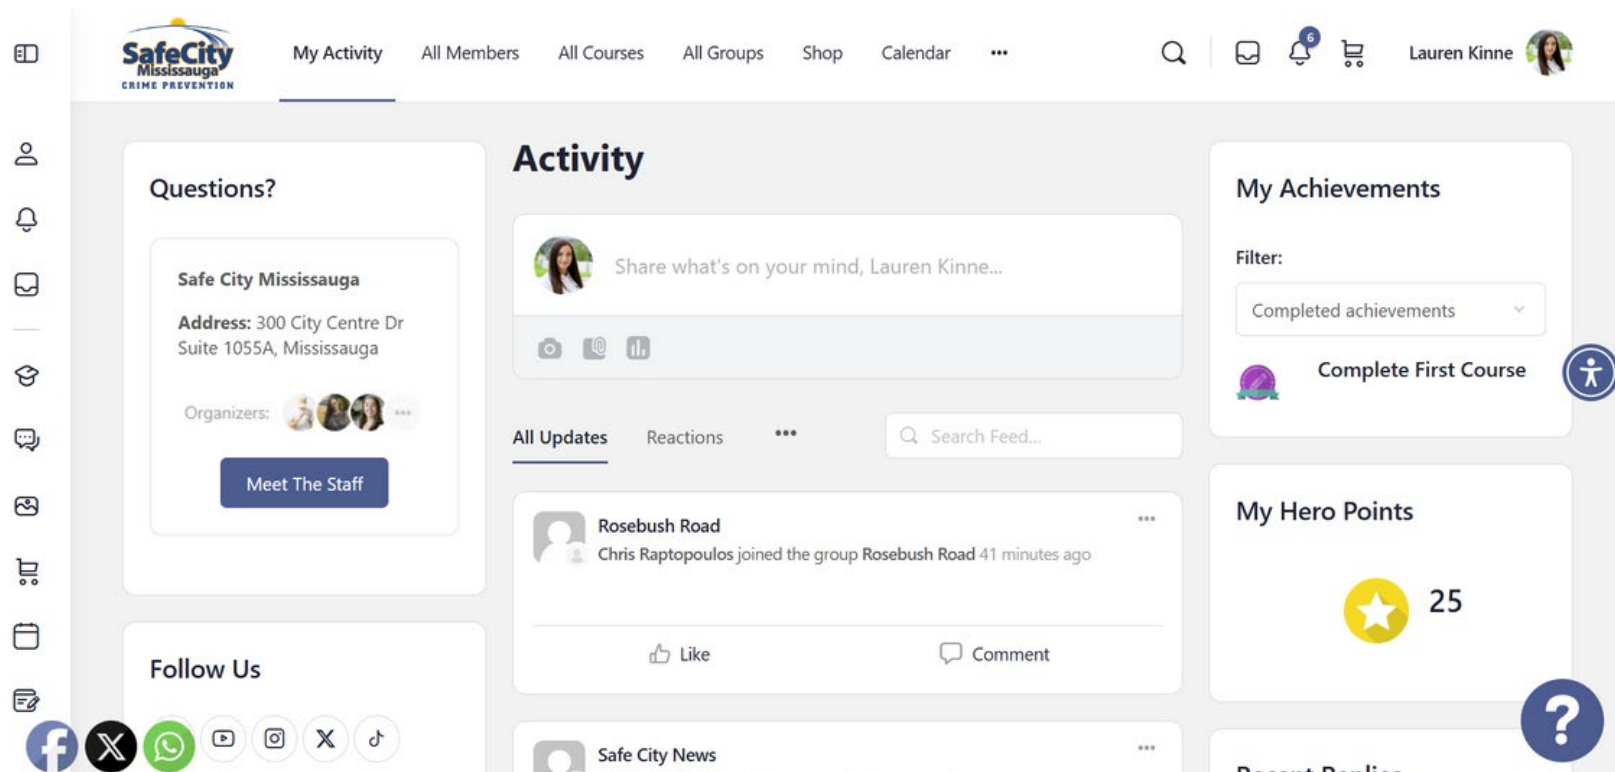 SafeCity
Mississauga
CRIME PREVENTION
My Activity
All Members
All Courses
All Groups
Shop
Calendar
6
Lauren Kinne
Questions?
Safe City Mississauga
Address: 300 City Centre Dr
Suite 1055A, Mississauga
Organizers:
Meet The Staff
Follow Us
Activity
Share what's on your mind, Lauren Kinne...
All Updates
Reactions
Search Feed...
Rosebush Road
Chris Raptopoulos joined the group Rosebush Road 41 minutes ago
Like
Comment
Safe City News
My Achievements
Filter:
Completed achievements
Complete First Course
My Hero Points
25
?